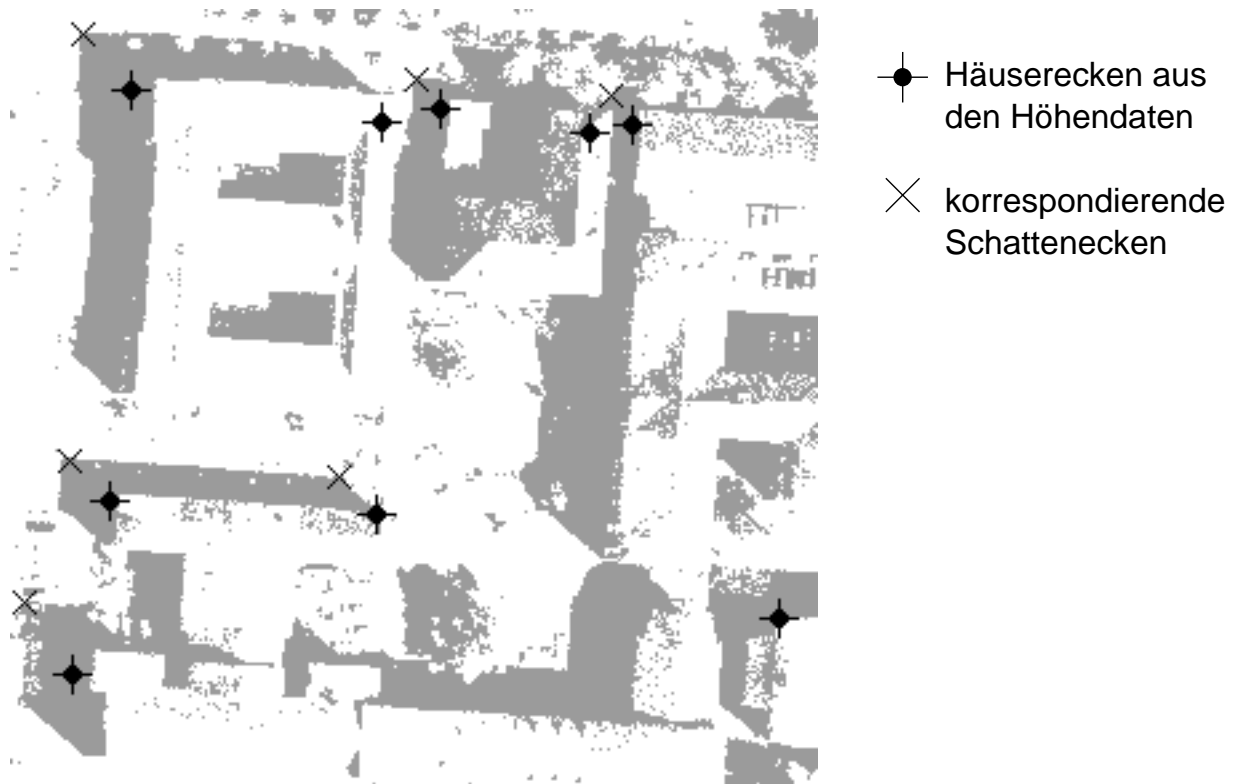 Häuserecken aus
den Höhendaten
korrespondierende
Schattenecken